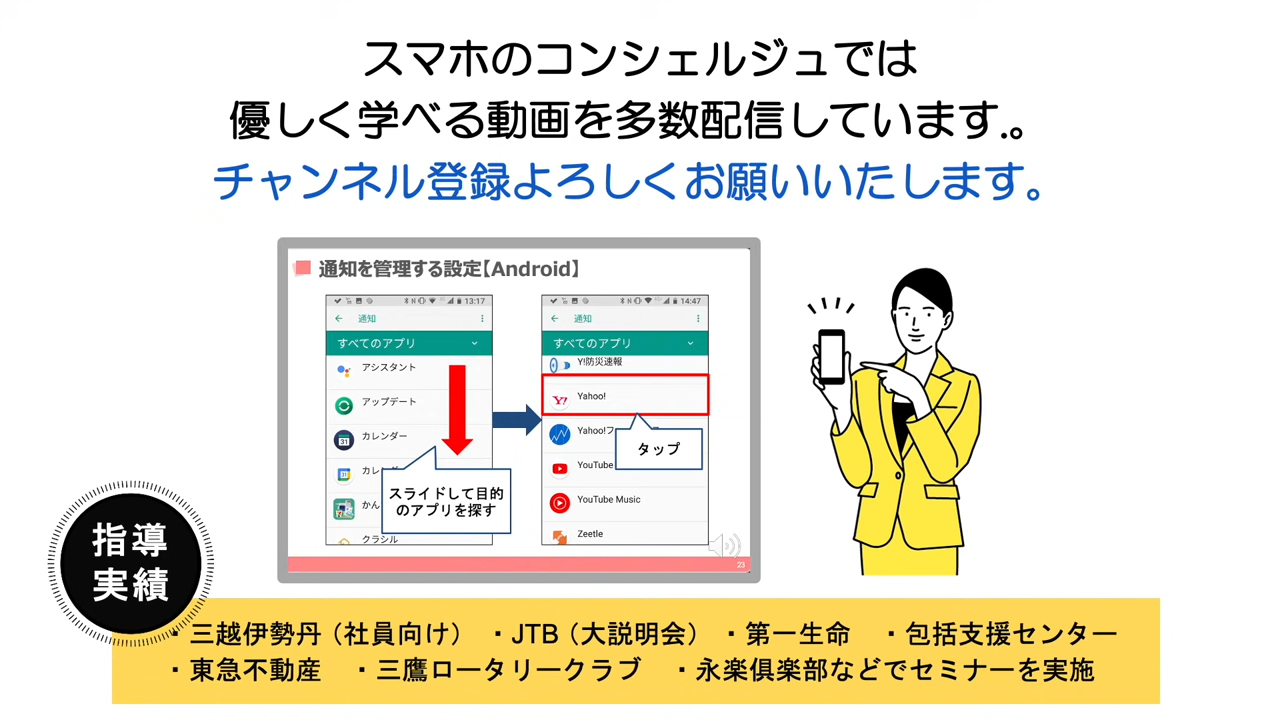 スマホのコンシェルジュでは
優しく学べる動画を多数配信しています.。
チャンネル登録よろしくお願いいたします。
通知を管理する設定【Android】
13:17
通知
すべてのアプリ
アシスタント
アップデート
カレンダー
カレ
かん
クラシル
スライドして目的
のアプリを探す
14:47
通知
すべてのアプリ
Y!防災速報
Yahoo!
Yahoo!フ
YouTube
YouTube Music
Zeetle
タップ
23
指導
実績
・三越伊勢丹（社員向け） ・JTB（大説明会） ・第一生命 ・包括支援センター
・東急不動産 ・三鷹ロータリークラブ ・永楽倶楽部などでセミナーを実施